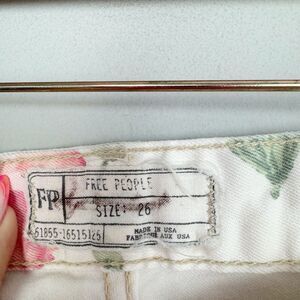 FREE PEOPLE
FP
SIZE: 26
61855-16515126
MADE IN USA
FABRIQUE AUX USA